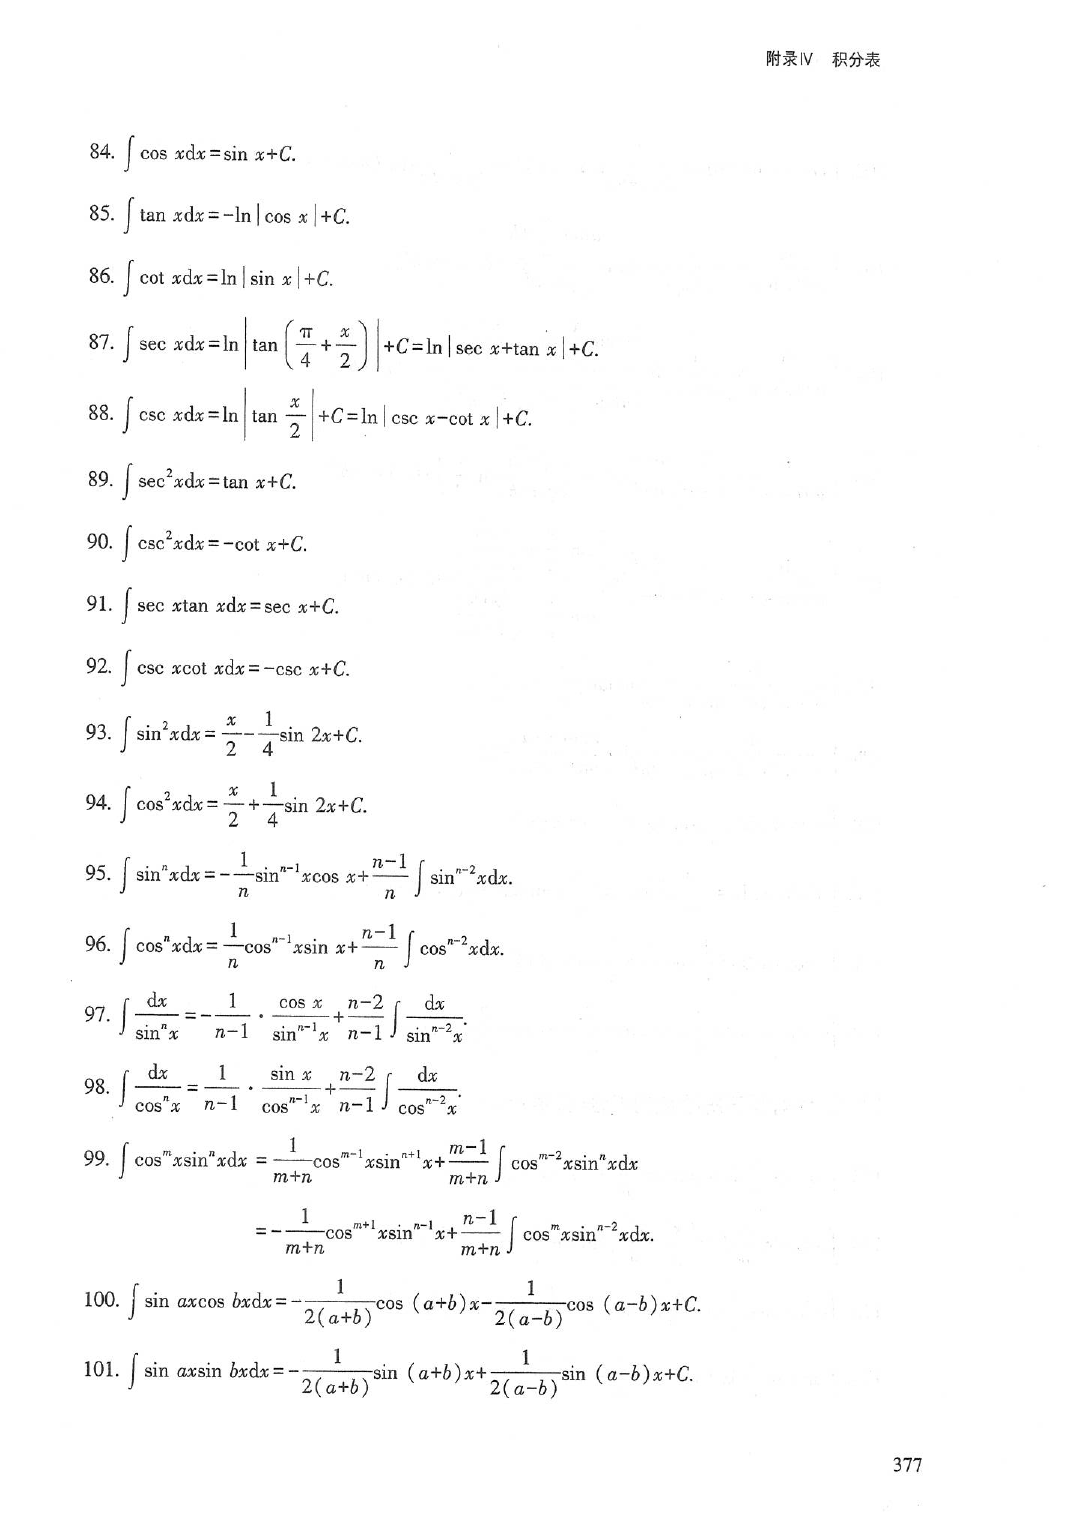 附录Ⅳ 积分表
84. ∫ cos xdx = sin x+C.
85. ∫ tan xdx = -ln|cos x|+C.
86. ∫ cot xdx = ln|sin x|+C.
87. ∫ sec xdx = ln|tan(π/4+x/2)|+C = ln|sec x+tan x|+C.
88. ∫ csc xdx = ln|tan x/2|+C = ln|csc x-cot x|+C.
89. ∫ sec²xdx = tan x+C.
90. ∫ csc²xdx = -cot x+C.
91. ∫ sec xtan xdx = sec x+C.
92. ∫ csc xcot xdx = -csc x+C.
93. ∫ sin²xdx = x/2 - 1/4 sin 2x+C.
94. ∫ cos²xdx = x/2 + 1/4 sin 2x+C.
95. ∫ sinⁿxdx = -1/n sinⁿ⁻¹xcos x + (n-1)/n ∫ sinⁿ⁻²xdx.
96. ∫ cosⁿxdx = 1/n cosⁿ⁻¹xsin x + (n-1)/n ∫ cosⁿ⁻²xdx.
97. ∫ dx/sinⁿx = -1/(n-1) · cos x/sinⁿ⁻¹x + (n-2)/(n-1) ∫ dx/sinⁿ⁻²x.
98. ∫ dx/cosⁿx = 1/(n-1) · sin x/cosⁿ⁻¹x + (n-2)/(n-1) ∫ dx/cosⁿ⁻²x.
99. ∫ cosᵐxsinⁿxdx = 1/(m+n) cosᵐ⁻¹xsinⁿ⁺¹x + (m-1)/(m+n) ∫ cosᵐ⁻²xsinⁿxdx
= -1/(m+n) cosᵐ⁺¹xsinⁿ⁻¹x + (n-1)/(m+n) ∫ cosᵐxsinⁿ⁻²xdx.
100. ∫ sin axcos bxdx = -1/2(a+b) cos (a+b)x - 1/2(a-b) cos (a-b)x+C.
101. ∫ sin axsin bxdx = -1/2(a+b) sin (a+b)x + 1/2(a-b) sin (a-b)x+C.
377